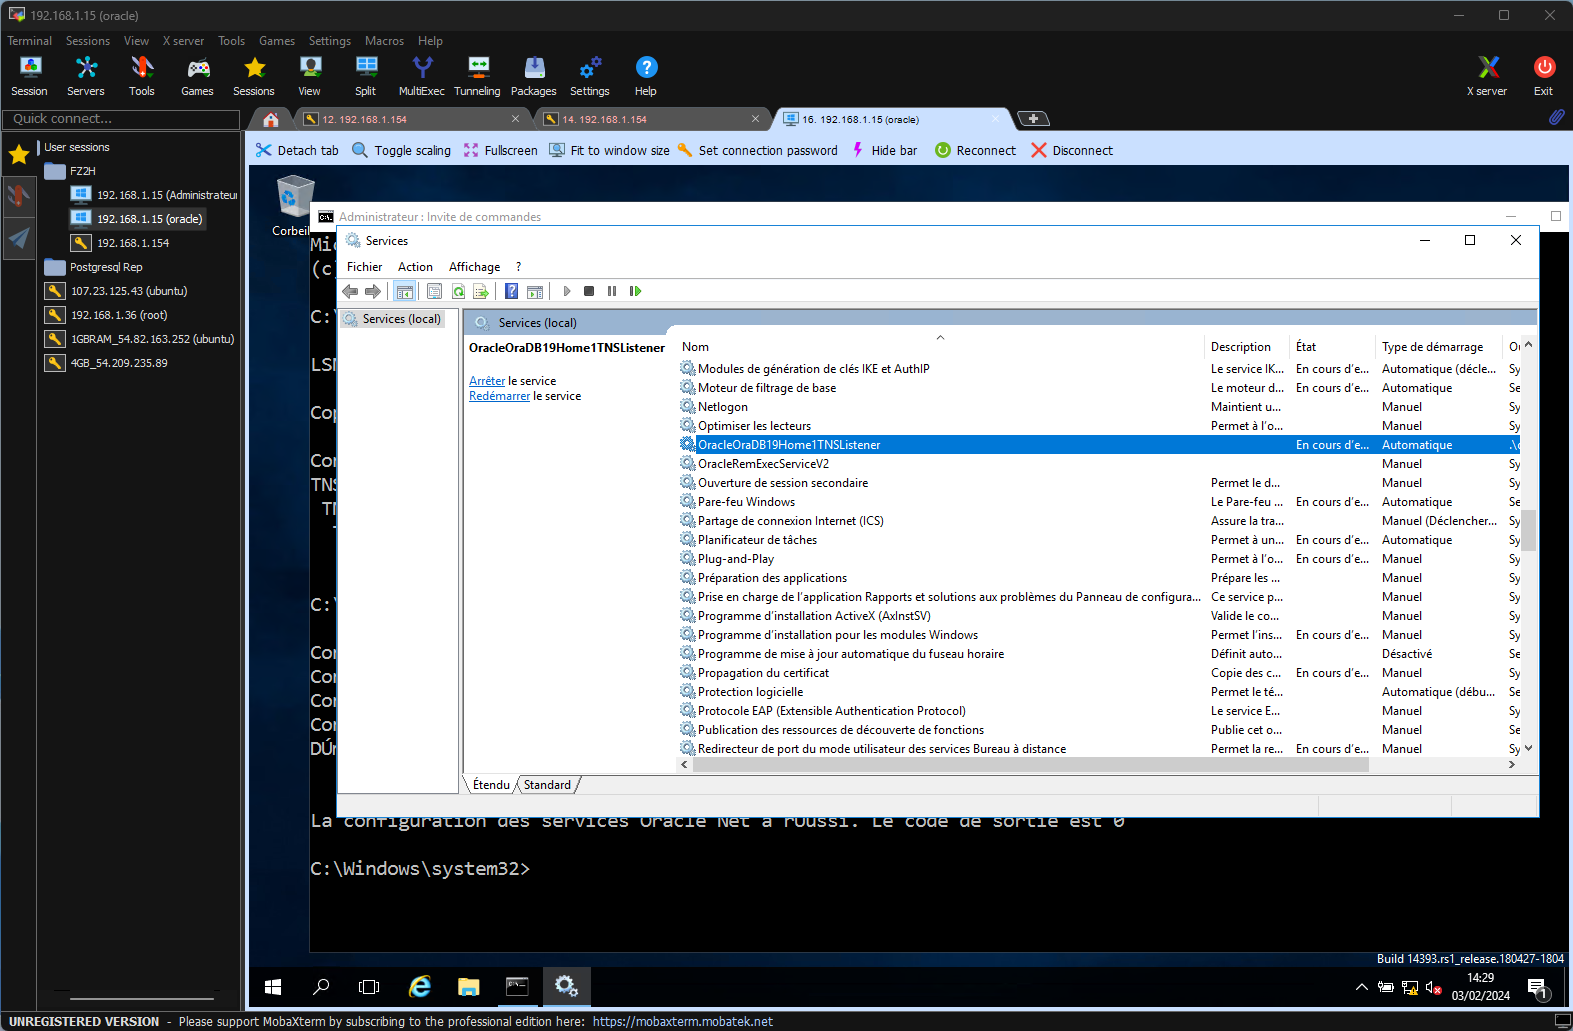 192.168.1.15 (oracle)
Terminal Sessions View X server Tools Games Settings Macros Help
Session Servers Tools Games Sessions View Split MultiExec Tunneling Packages Settings Help X server Exit
Quick connect...
12. 192.168.1.154
14. 192.168.1.154
16. 192.168.1.15 (oracle)
Detach tab Toggle scaling Fullscreen Fit to window size Set connection password Hide bar Reconnect Disconnect
User sessions
FZ2H
192.168.1.15 (Administrateur
192.168.1.15 (oracle)
192.168.1.154
Postgresql Rep
107.23.125.43 (ubuntu)
192.168.1.36 (root)
1GBRAM_54.82.163.252 (ubuntu)
4GB_54.209.235.89
Corbeil
Administrateur : Invite de commandes
Mic
(c)
C:\
LSN
Cop
Con
TNS
TN
C:\
Con
Con
Con
Con
DÚm
La configuration des services Oracle Net a rÚussi. Le code de sortie est 0
C:\Windows\system32>
Services
Fichier Action Affichage ?
Services (local)
Services (local)
OracleOraDB19Home1TNSListener
Arrêter le service
Redémarrer le service
Nom Description État Type de démarrage Ou
Modules de génération de clés IKE et AuthIP Le service IK... En cours d'e... Automatique (décle... Sy
Moteur de filtrage de base Le moteur d... En cours d'e... Automatique Se
Netlogon Maintient u... Manuel Sy
Optimiser les lecteurs Permet à l'o... Manuel Sy
OracleOraDB19Home1TNSListener En cours d'e... Automatique .\o
OracleRemExecServiceV2 Manuel Sy
Ouverture de session secondaire Permet le d... Manuel Sy
Pare-feu Windows Le Pare-feu ... En cours d'e... Automatique Se
Partage de connexion Internet (ICS) Assure la tra... Manuel (Déclencher... Sy
Planificateur de tâches Permet à un... En cours d'e... Automatique Sy
Plug-and-Play Permet à l'o... En cours d'e... Manuel Sy
Préparation des applications Prépare les ... Manuel Sy
Prise en charge de l'application Rapports et solutions aux problèmes du Panneau de configura... Ce service p... Manuel Sy
Programme d'installation ActiveX (AxInstSV) Valide le co... Manuel Sy
Programme d'installation pour les modules Windows Permet l'ins... En cours d'e... Manuel Sy
Programme de mise à jour automatique du fuseau horaire Définit auto... Désactivé Se
Propagation du certificat Copie des c... En cours d'e... Manuel Sy
Protection logicielle Permet le té... Automatique (débu... Se
Protocole EAP (Extensible Authentication Protocol) Le service E... Manuel Sy
Publication des ressources de découverte de fonctions Publie cet o... Manuel Se
Redirecteur de port du mode utilisateur des services Bureau à distance Permet la re... En cours d'e... Manuel Sy
Étendu Standard
Build 14393.rs1_release.180427-1804
14:29
03/02/2024
1
UNREGISTERED VERSION - Please support MobaXterm by subscribing to the professional edition here: https://mobaxterm.mobatek.net